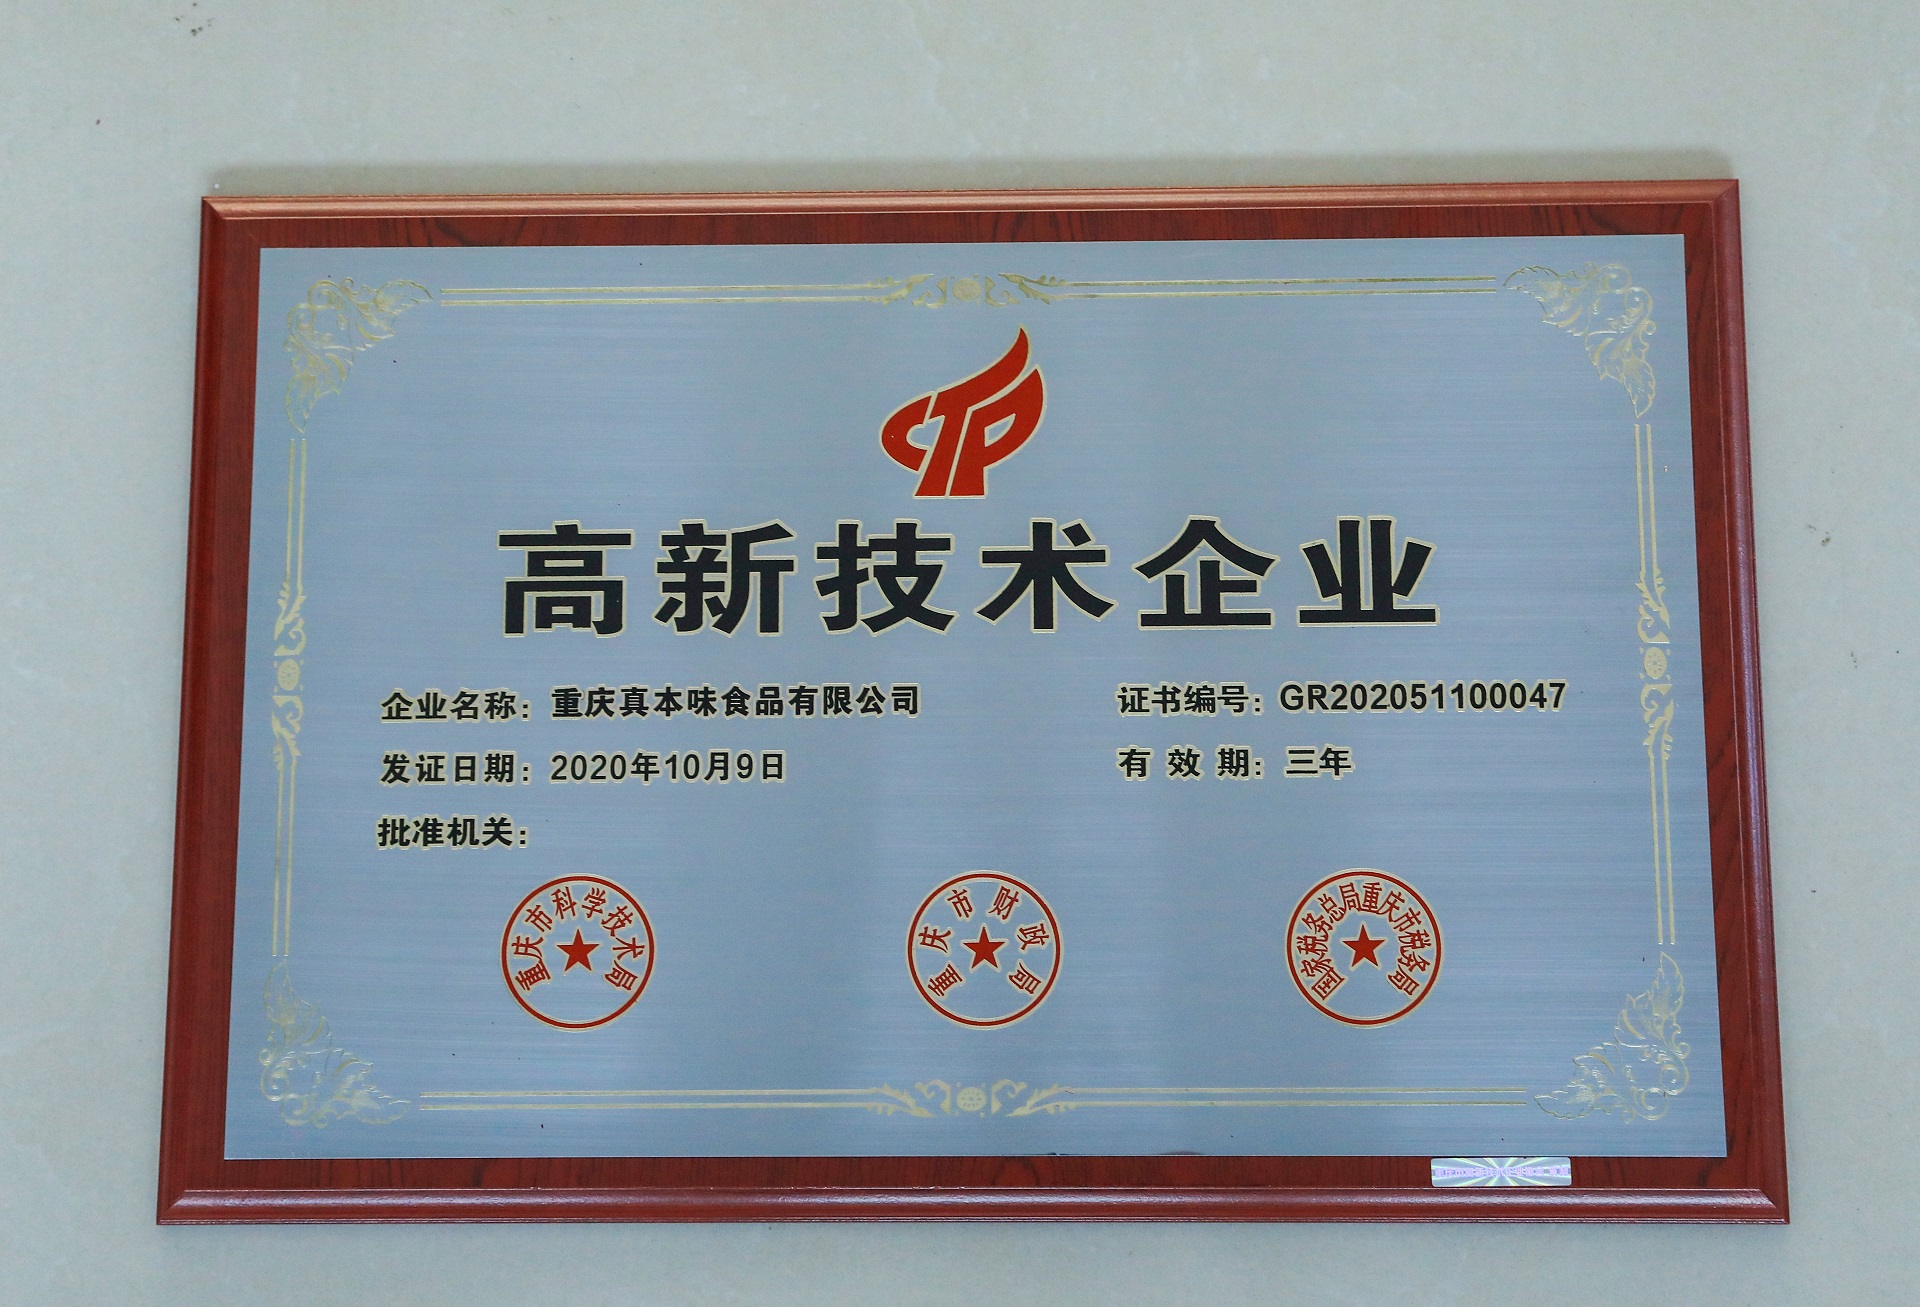 CTP
高新技术企业
企业名称：重庆真本味食品有限公司
证书编号：GR202051100047
发证日期：2020年10月9日
有效期：三年
批准机关：
重庆市科学技术局
重庆市财政局
国家税务总局重庆市税务局